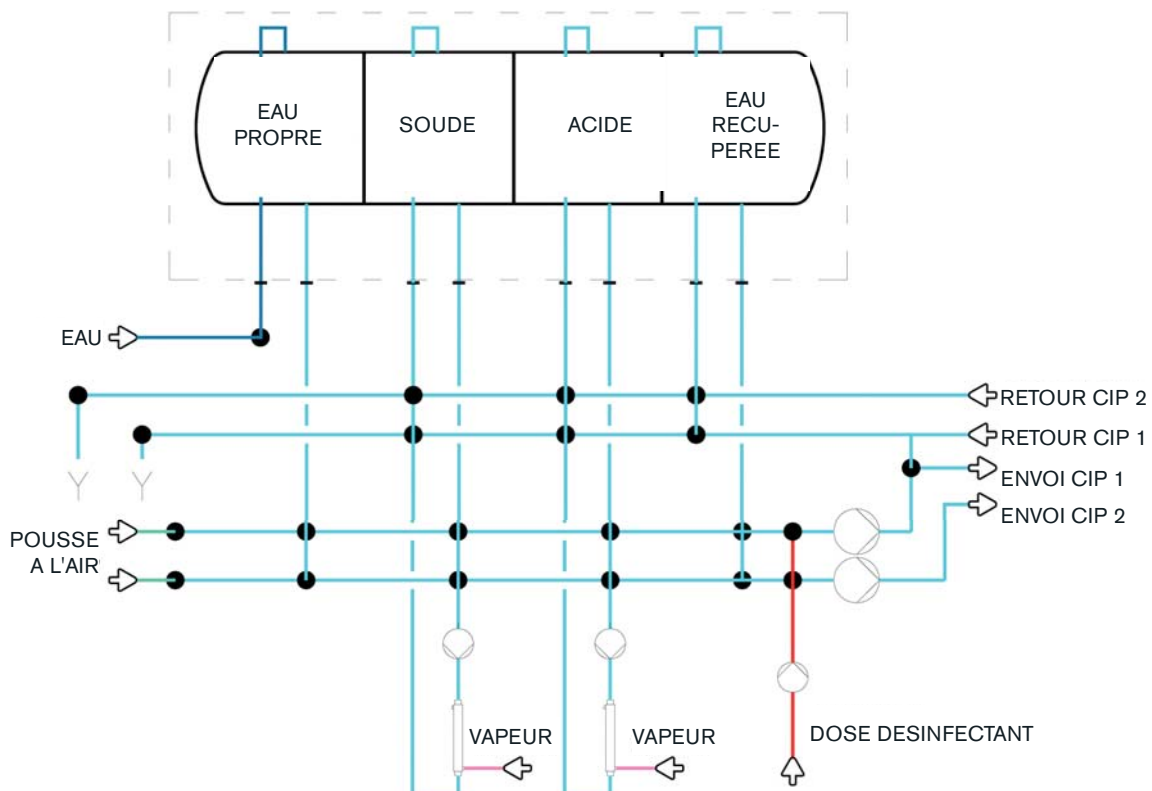 EAU
PROPRE
SOUDE
ACIDE
EAU
RECU-
PEREE
EAU
RETOUR CIP 2
RETOUR CIP 1
ENVOI CIP 1
ENVOI CIP 2
POUSSE
A L'AIR
VAPEUR
VAPEUR
DOSE DESINFECTANT